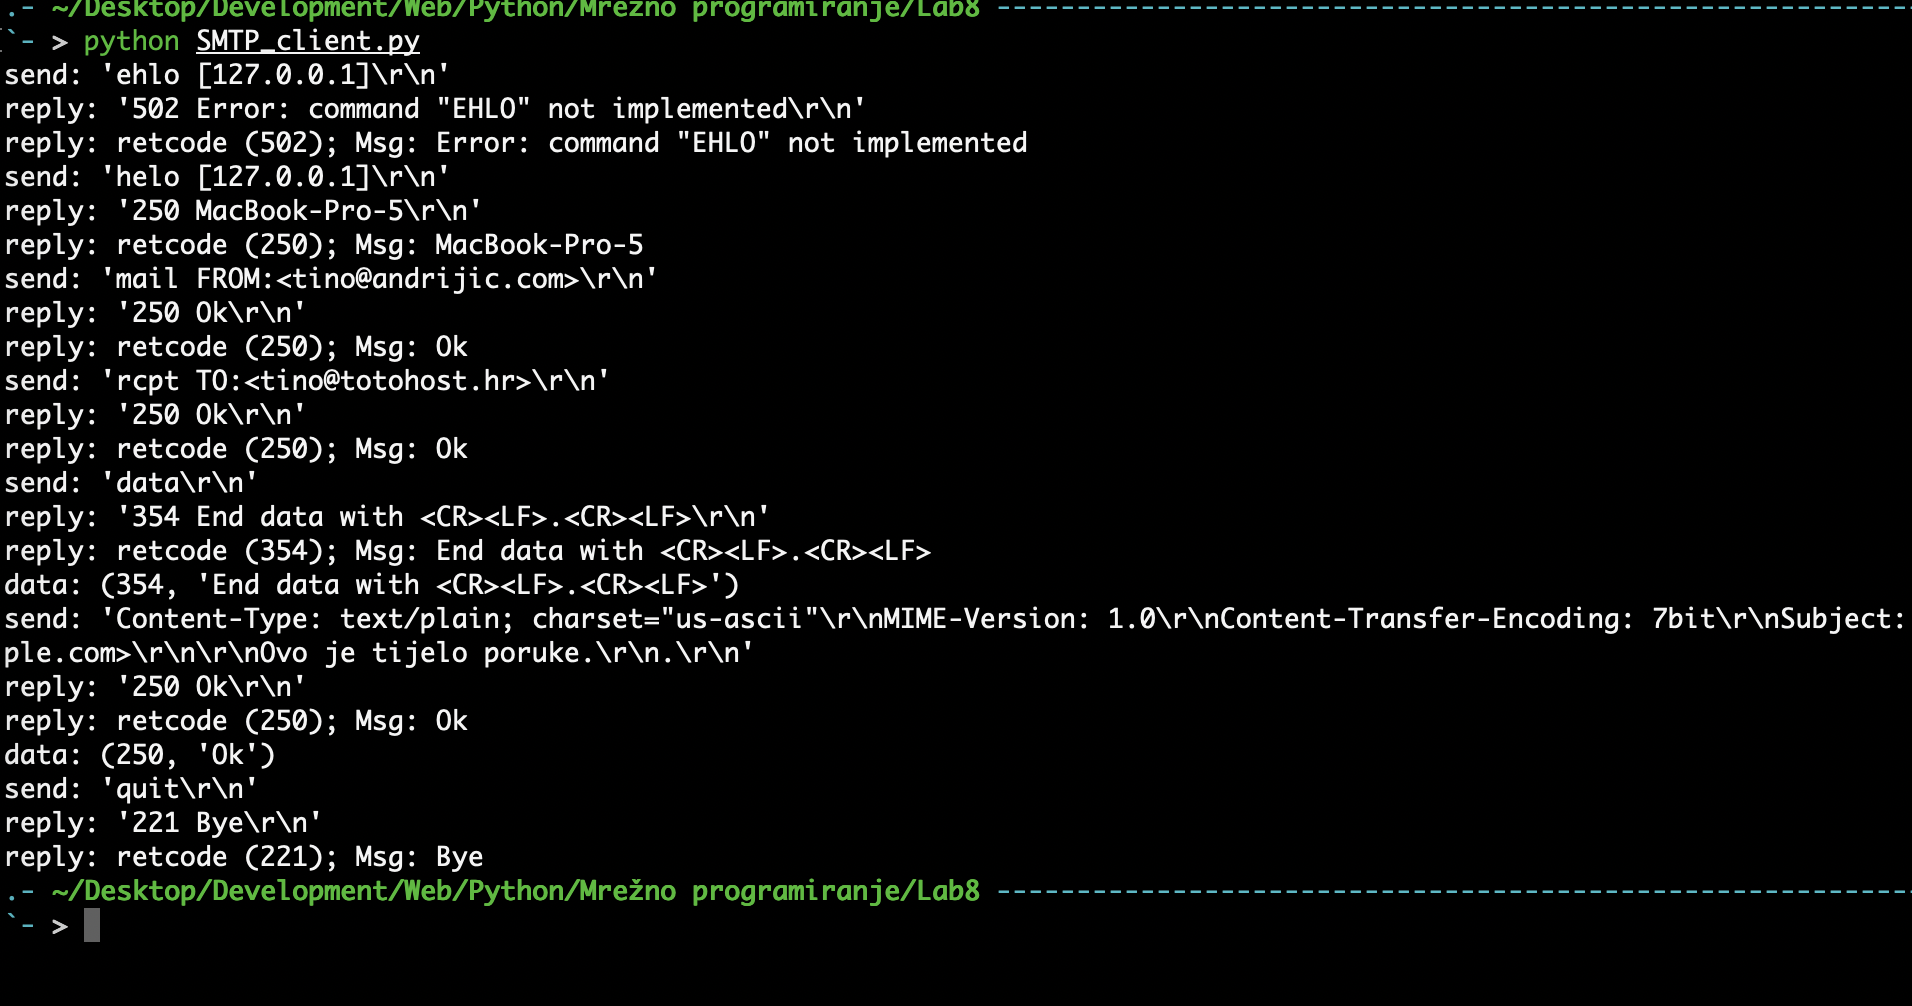 .- ~/Desktop/Development/Web/Python/Mrežno programiranje/Lab8 ---------------------------------------------------------
`- > python SMTP_client.py
send: 'ehlo [127.0.0.1]\r\n'
reply: '502 Error: command "EHLO" not implemented\r\n'
reply: retcode (502); Msg: Error: command "EHLO" not implemented
send: 'helo [127.0.0.1]\r\n'
reply: '250 MacBook-Pro-5\r\n'
reply: retcode (250); Msg: MacBook-Pro-5
send: 'mail FROM:<tino@andrijic.com>\r\n'
reply: '250 Ok\r\n'
reply: retcode (250); Msg: Ok
send: 'rcpt TO:<tino@totohost.hr>\r\n'
reply: '250 Ok\r\n'
reply: retcode (250); Msg: Ok
send: 'data\r\n'
reply: '354 End data with <CR><LF>.<CR><LF>\r\n'
reply: retcode (354); Msg: End data with <CR><LF>.<CR><LF>
data: (354, 'End data with <CR><LF>.<CR><LF>')
send: 'Content-Type: text/plain; charset="us-ascii"\r\nMIME-Version: 1.0\r\nContent-Transfer-Encoding: 7bit\r\nSubject:
ple.com>\r\n\r\nOvo je tijelo poruke.\r\n.\r\n'
reply: '250 Ok\r\n'
reply: retcode (250); Msg: Ok
data: (250, 'Ok')
send: 'quit\r\n'
reply: '221 Bye\r\n'
reply: retcode (221); Msg: Bye
.- ~/Desktop/Development/Web/Python/Mrežno programiranje/Lab8 ---------------------------------------------------------
`- >